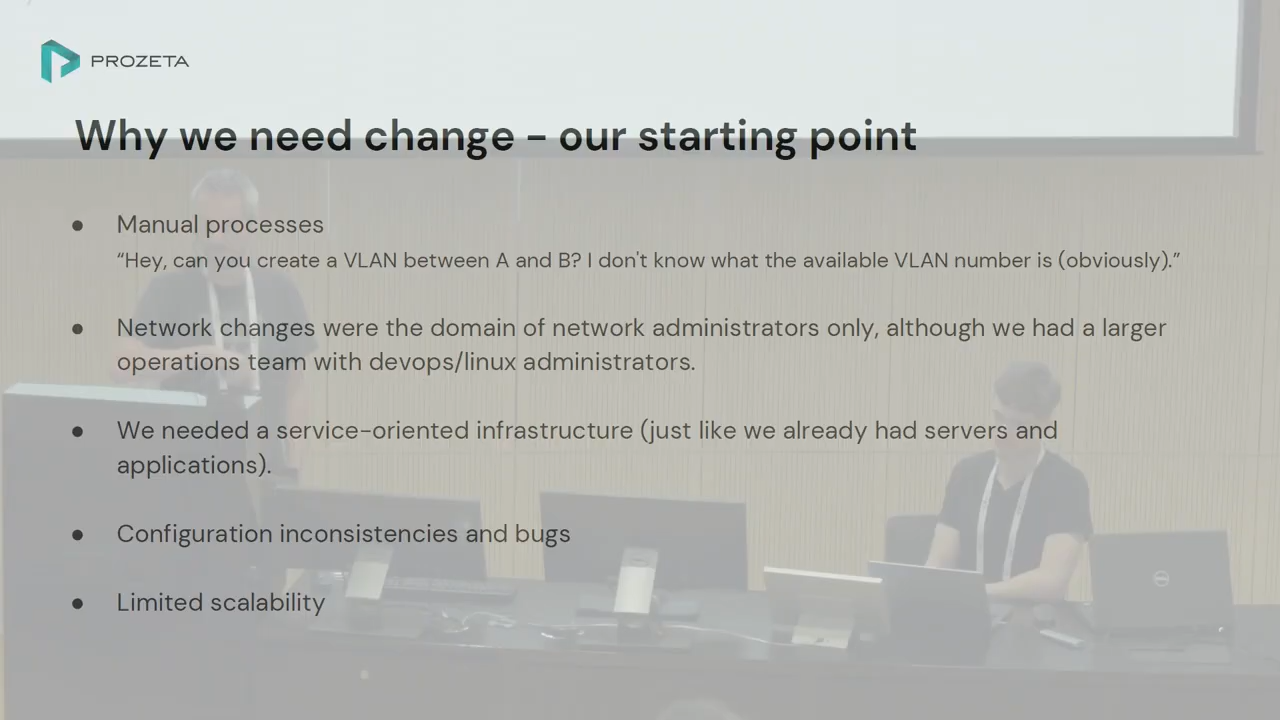 PROZETA
Why we need change - our starting point
● Manual processes
“Hey, can you create a VLAN between A and B? I don't know what the available VLAN number is (obviously).”
● Network changes were the domain of network administrators only, although we had a larger
operations team with devops/linux administrators.
● We needed a service-oriented infrastructure (just like we already had servers and
applications).
● Configuration inconsistencies and bugs
● Limited scalability